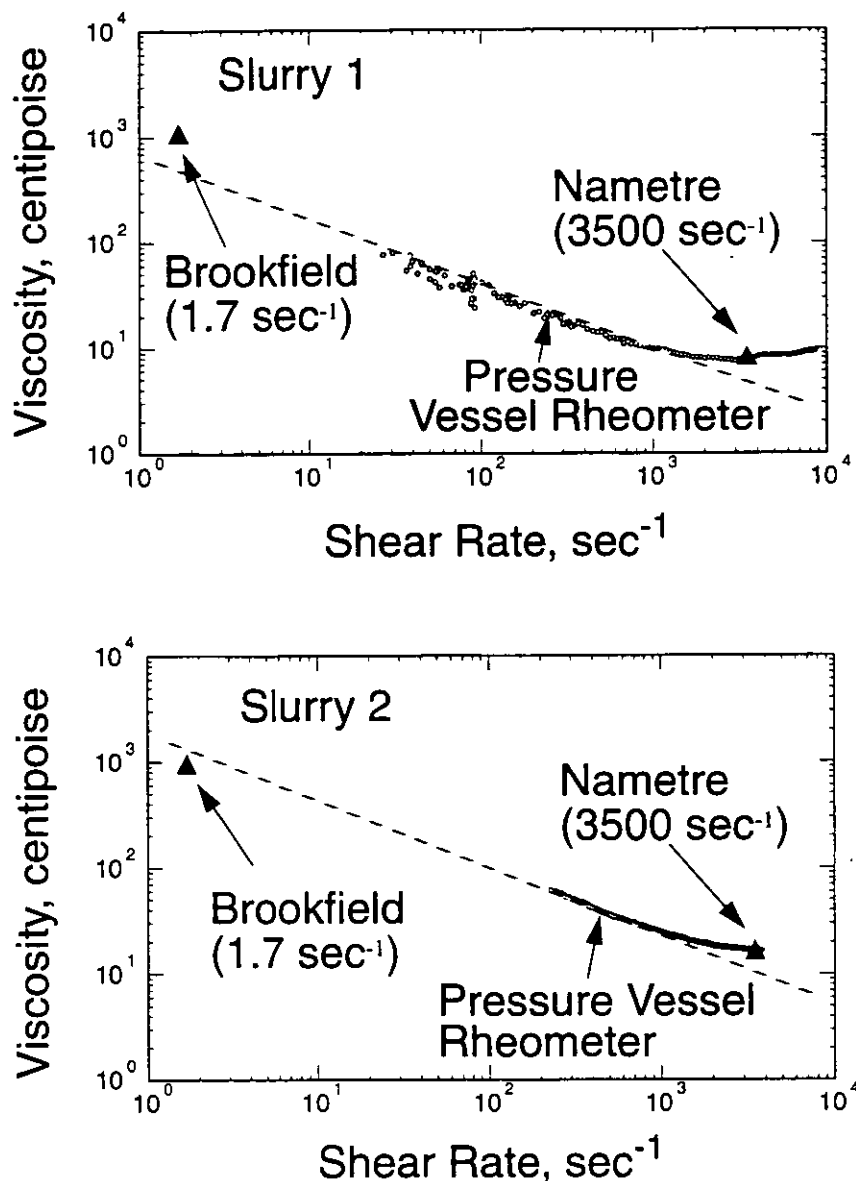 10⁴
Slurry 1
10³
Nametre
(3500 sec⁻¹)
10²
Brookfield
(1.7 sec⁻¹)
10¹
Pressure
Vessel Rheometer
10⁰
10⁰ 10¹ 10² 10³ 10⁴
Viscosity, centipoise
Shear Rate, sec⁻¹
10⁴
Slurry 2
10³
Nametre
(3500 sec⁻¹)
10²
Brookfield
(1.7 sec⁻¹)
10¹
Pressure Vessel
Rheometer
10⁰
10⁰ 10¹ 10² 10³ 10⁴
Viscosity, centipoise
Shear Rate, sec⁻¹